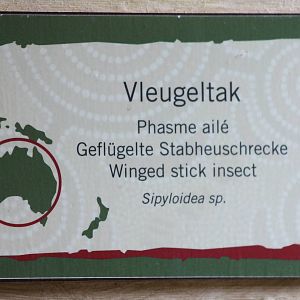 Vleugeltak
Phasme ailé
Geflügelte Stabheuschrecke
Winged stick insect
Sipyloidea sp.